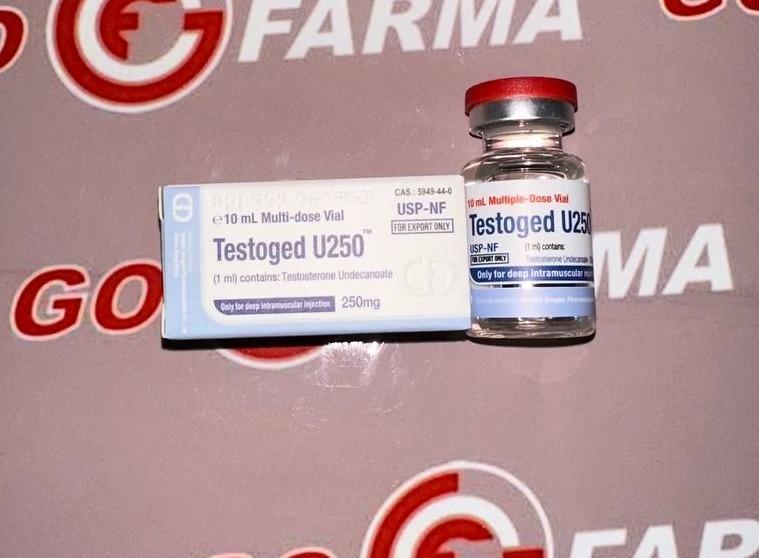 FARMA
CAS.: 5949-44-0
℮10 mL Multi-dose Vial
USP-NF
FOR EXPORT ONLY
Testoged U250™
(1 ml) contains: Testosterone Undecanoate
Only for deep intramuscular injection 250mg
10 mL Multiple-Dose Vial
Testoged U250
USP-NF
(1 ml) contains:
FOR EXPORT ONLY
Testosterone Undecanoate
Only for deep intramuscular
GO
MA
FAR